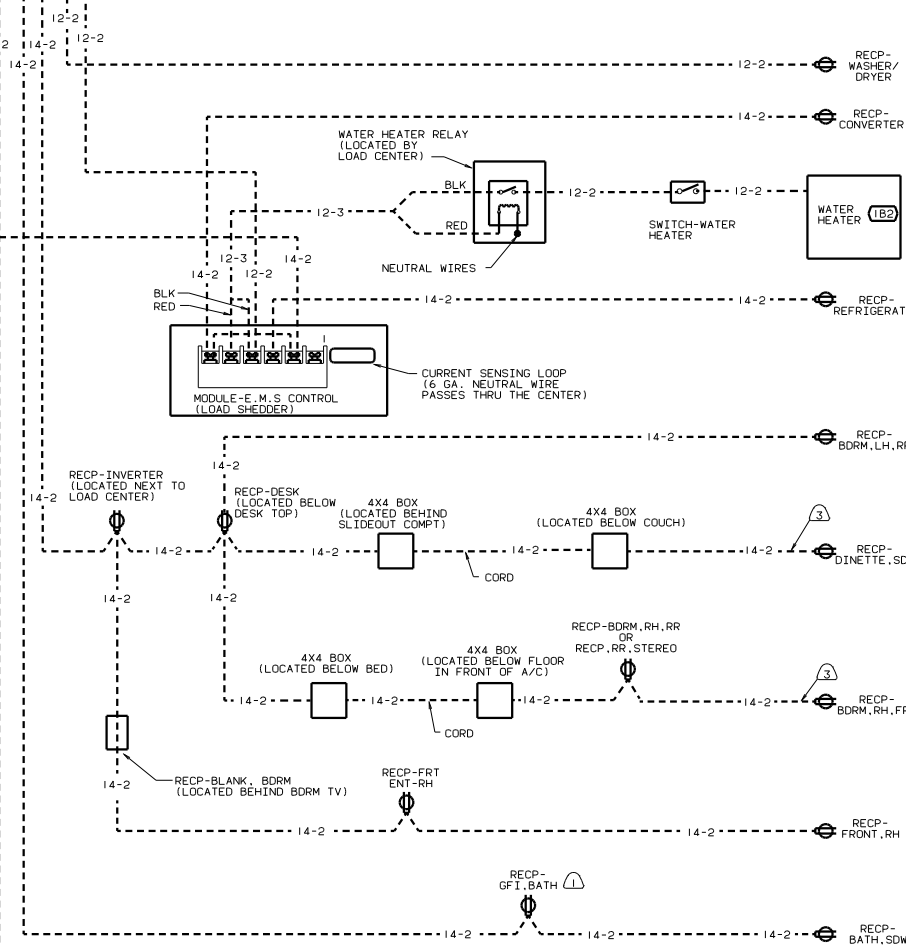 12-2
2
14-2
12-2
14-2
12-2
RECP-
WASHER/
DRYER
14-2
RECP-
CONVERTER
WATER HEATER RELAY
(LOCATED BY
LOAD CENTER)
BLK
12-2
12-2
12-3
RED
SWITCH-WATER
HEATER
WATER
HEATER
1B2
NEUTRAL WIRES
14-2
12-3
12-2
14-2
BLK
RED
14-2
14-2
RECP-
REFRIGERAT
1
CURRENT SENSING LOOP
(6 GA. NEUTRAL WIRE
PASSES THRU THE CENTER)
MODULE-E.M.S CONTROL
(LOAD SHEDDER)
14-2
RECP-
BDRM,LH,RR
14-2
RECP-INVERTER
(LOCATED NEXT TO
LOAD CENTER)
14-2
RECP-DESK
(LOCATED BELOW
DESK TOP)
4X4 BOX
(LOCATED BEHIND
SLIDEOUT COMPT)
4X4 BOX
(LOCATED BELOW COUCH)
3
14-2
14-2
14-2
14-2
RECP-
DINETTE,SD
CORD
14-2
14-2
RECP-BDRM,RH,RR
OR
RECP,RR,STEREO
4X4 BOX
(LOCATED BELOW BED)
4X4 BOX
(LOCATED BELOW FLOOR
IN FRONT OF A/C)
3
14-2
14-2
14-2
14-2
RECP-
BDRM,RH,FR
CORD
RECP-BLANK, BDRM
(LOCATED BEHIND BDRM TV)
14-2
RECP-FRT
ENT-RH
14-2
14-2
RECP-
FRONT,RH
RECP-
GFI,BATH
1
14-2
14-2
14-2
RECP-
BATH,SDW